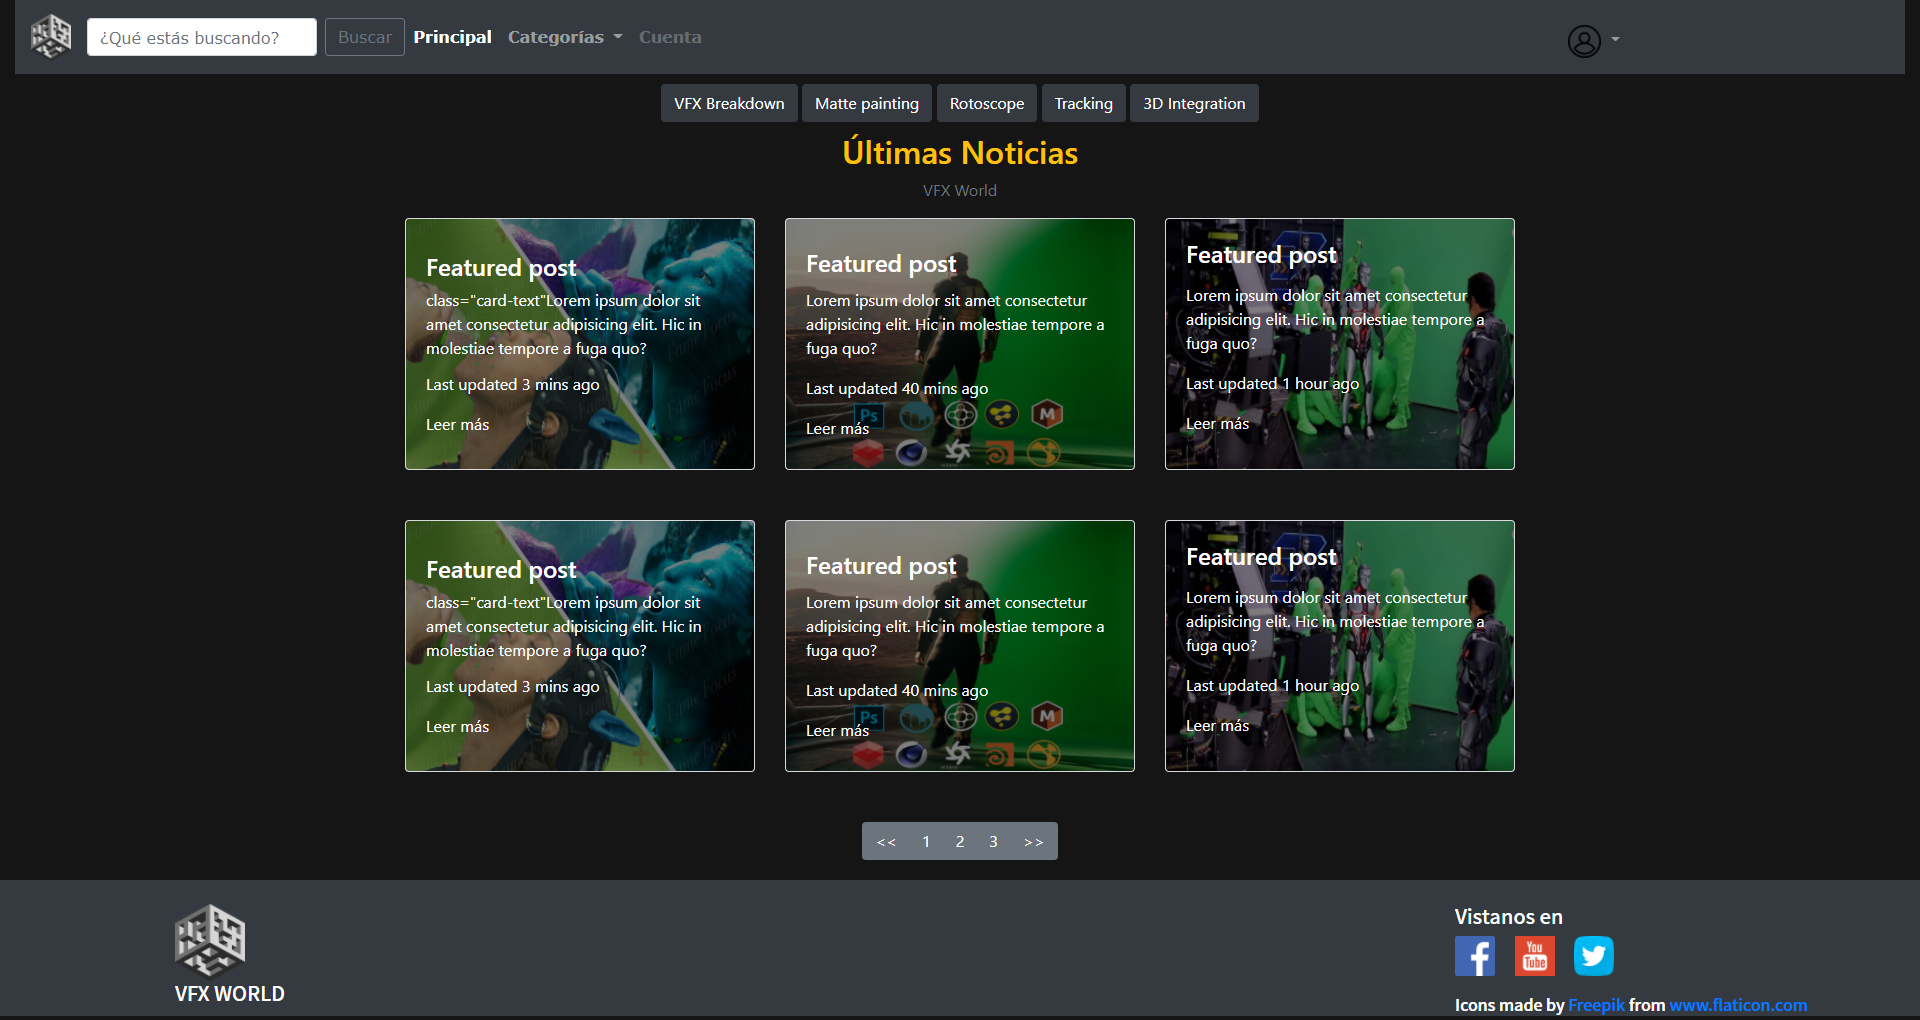 ¿Qué estás buscando?
Buscar
Principal
Categorías
Cuenta
VFX Breakdown
Matte painting
Rotoscope
Tracking
3D Integration
Últimas Noticias
VFX World
Featured post
class="card-text"Lorem ipsum dolor sit
amet consectetur adipisicing elit. Hic in
molestiae tempore a fuga quo?
Last updated 3 mins ago
Leer más
Featured post
Lorem ipsum dolor sit amet consectetur
adipisicing elit. Hic in molestiae tempore a
fuga quo?
Last updated 40 mins ago
Ps
M
Leer más
Featured post
Lorem ipsum dolor sit amet consectetur
adipisicing elit. Hic in molestiae tempore a
fuga quo?
Last updated 1 hour ago
Leer más
Featured post
class="card-text"Lorem ipsum dolor sit
amet consectetur adipisicing elit. Hic in
molestiae tempore a fuga quo?
Last updated 3 mins ago
Leer más
Featured post
Lorem ipsum dolor sit amet consectetur
adipisicing elit. Hic in molestiae tempore a
fuga quo?
Last updated 40 mins ago
Ps
M
Leer más
Featured post
Lorem ipsum dolor sit amet consectetur
adipisicing elit. Hic in molestiae tempore a
fuga quo?
Last updated 1 hour ago
Leer más
<< 1 2 3 >>
VFX WORLD
Vistanos en
You
Tube
Icons made by Freepik from www.flaticon.com